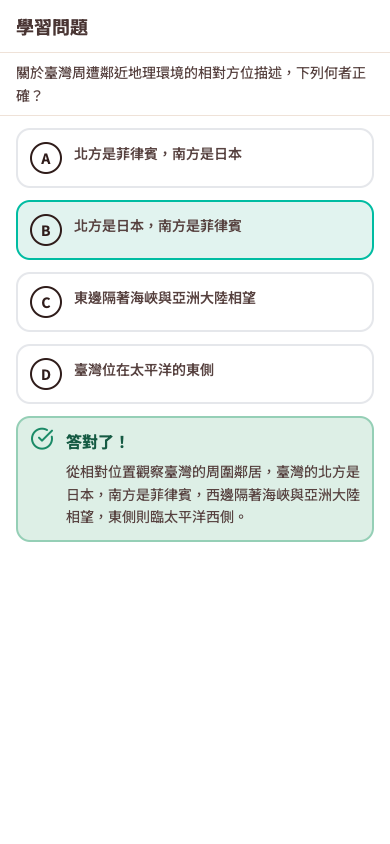 學習問題
關於臺灣周遭鄰近地理環境的相對方位描述，下列何者正
確？
A 北方是菲律賓，南方是日本
B 北方是日本，南方是菲律賓
C 東邊隔著海峽與亞洲大陸相望
D 臺灣位在太平洋的東側
答對了！
從相對位置觀察臺灣的周圍鄰居，臺灣的北方是
日本，南方是菲律賓，西邊隔著海峽與亞洲大陸
相望，東側則臨太平洋西側。